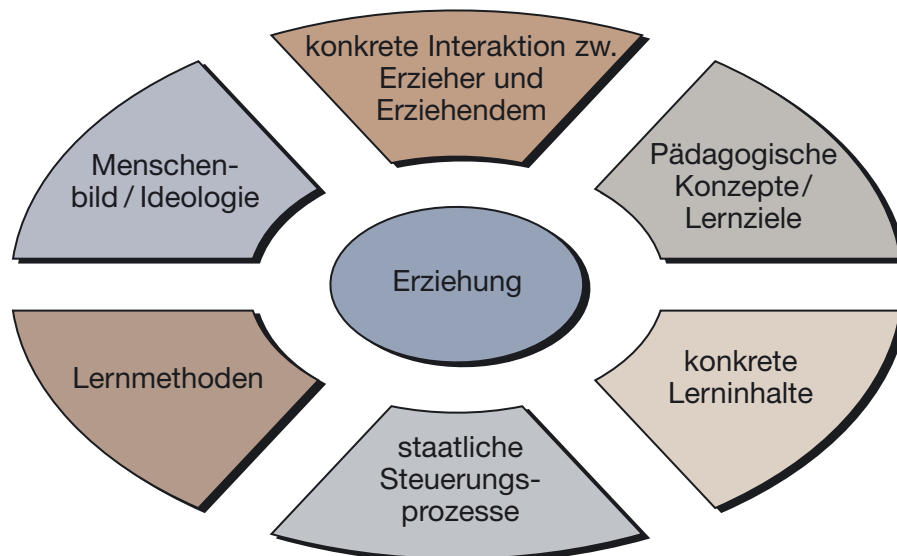 konkrete Interaktion zw.
Erzieher und
Erziehendem
Menschen-
bild / Ideologie
Pädagogische
Konzepte/
Lernziele
Erziehung
Lernmethoden
konkrete
Lerninhalte
staatliche
Steuerungs-
prozesse